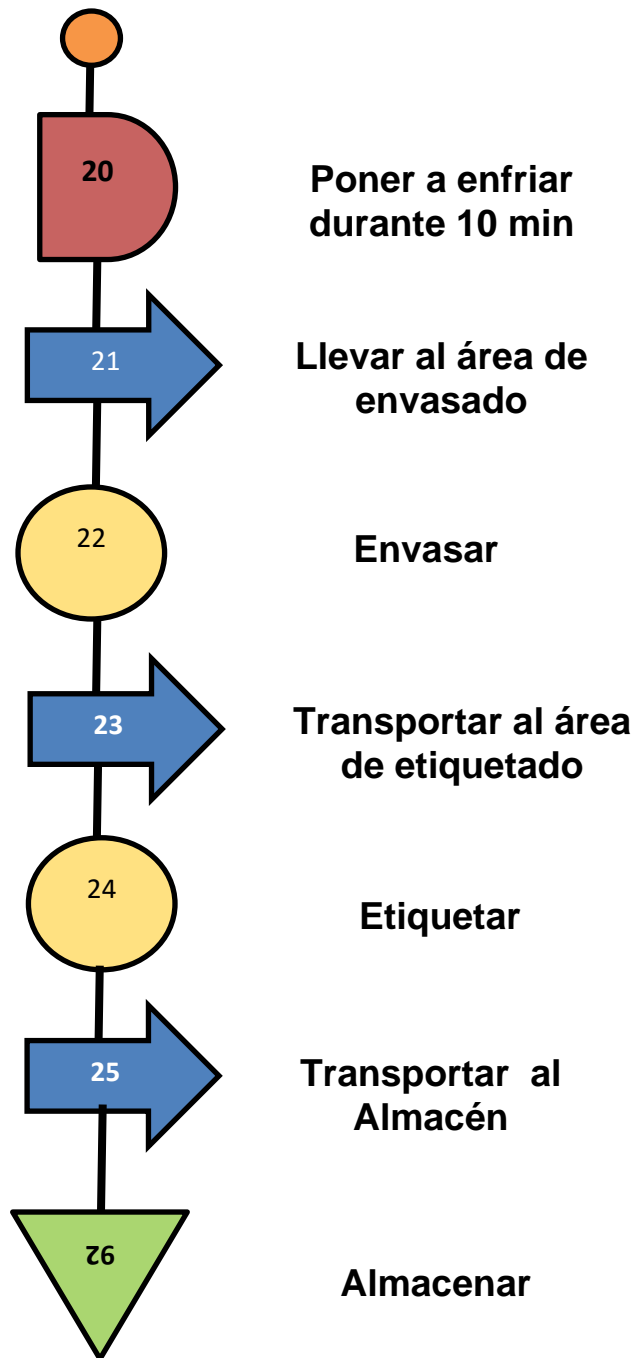 20
Poner a enfriar
durante 10 min
21
Llevar al área de
envasado
22
Envasar
23
Transportar al área
de etiquetado
24
Etiquetar
25
Transportar  al
Almacén
26
Almacenar